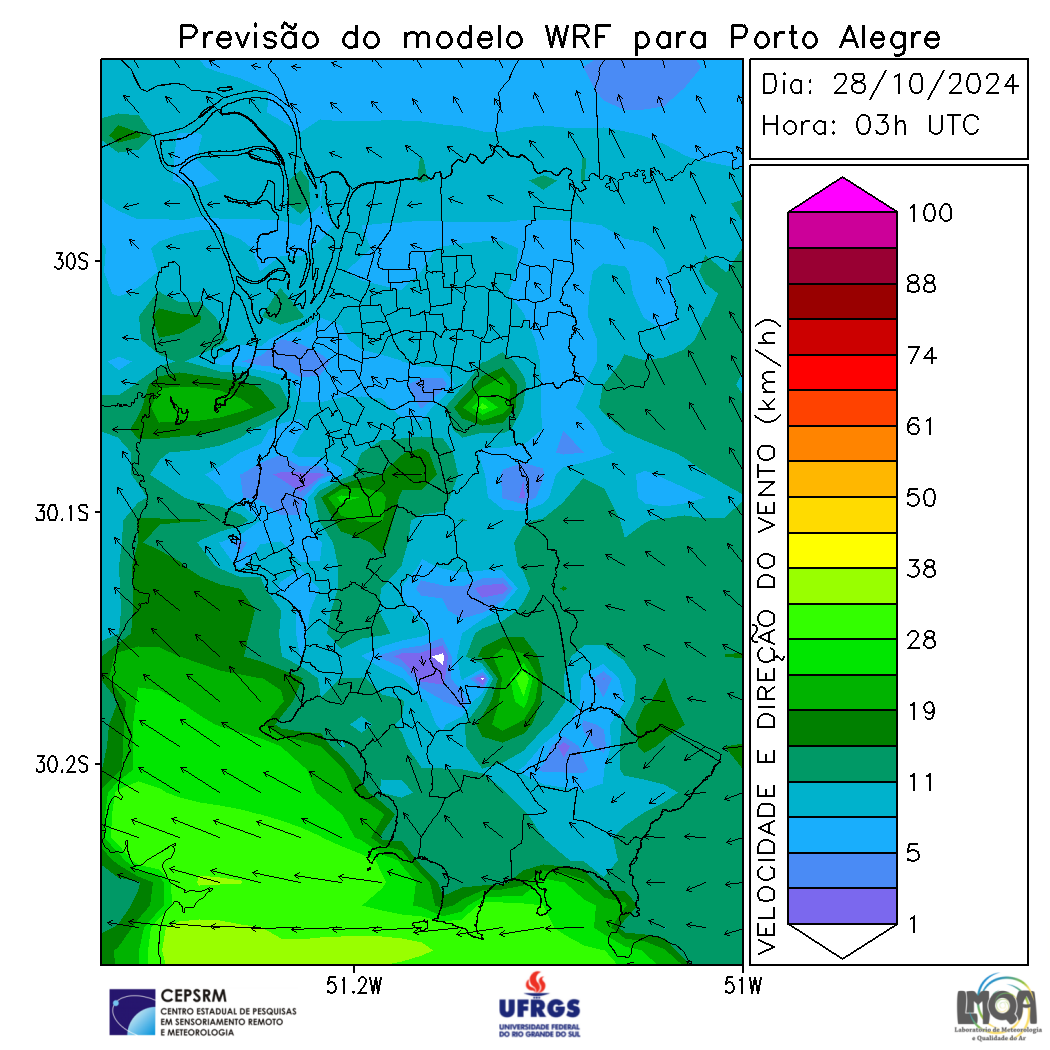 Previsão do modelo WRF para Porto Alegre
Dia: 28/10/2024
Hora: 03h UTC
30S
30.1S
30.2S
51.2W
51W
VELOCIDADE E DIREÇÃO DO VENTO (km/h)
100
88
74
61
50
38
28
19
11
5
1
CEPSRM
CENTRO ESTADUAL DE PESQUISAS
EM SENSORIAMENTO REMOTO
E METEOROLOGIA
UFRGS
UNIVERSIDADE FEDERAL
DO RIO GRANDE DO SUL
LMQA
Laboratório de Meteorologia
e Qualidade do Ar